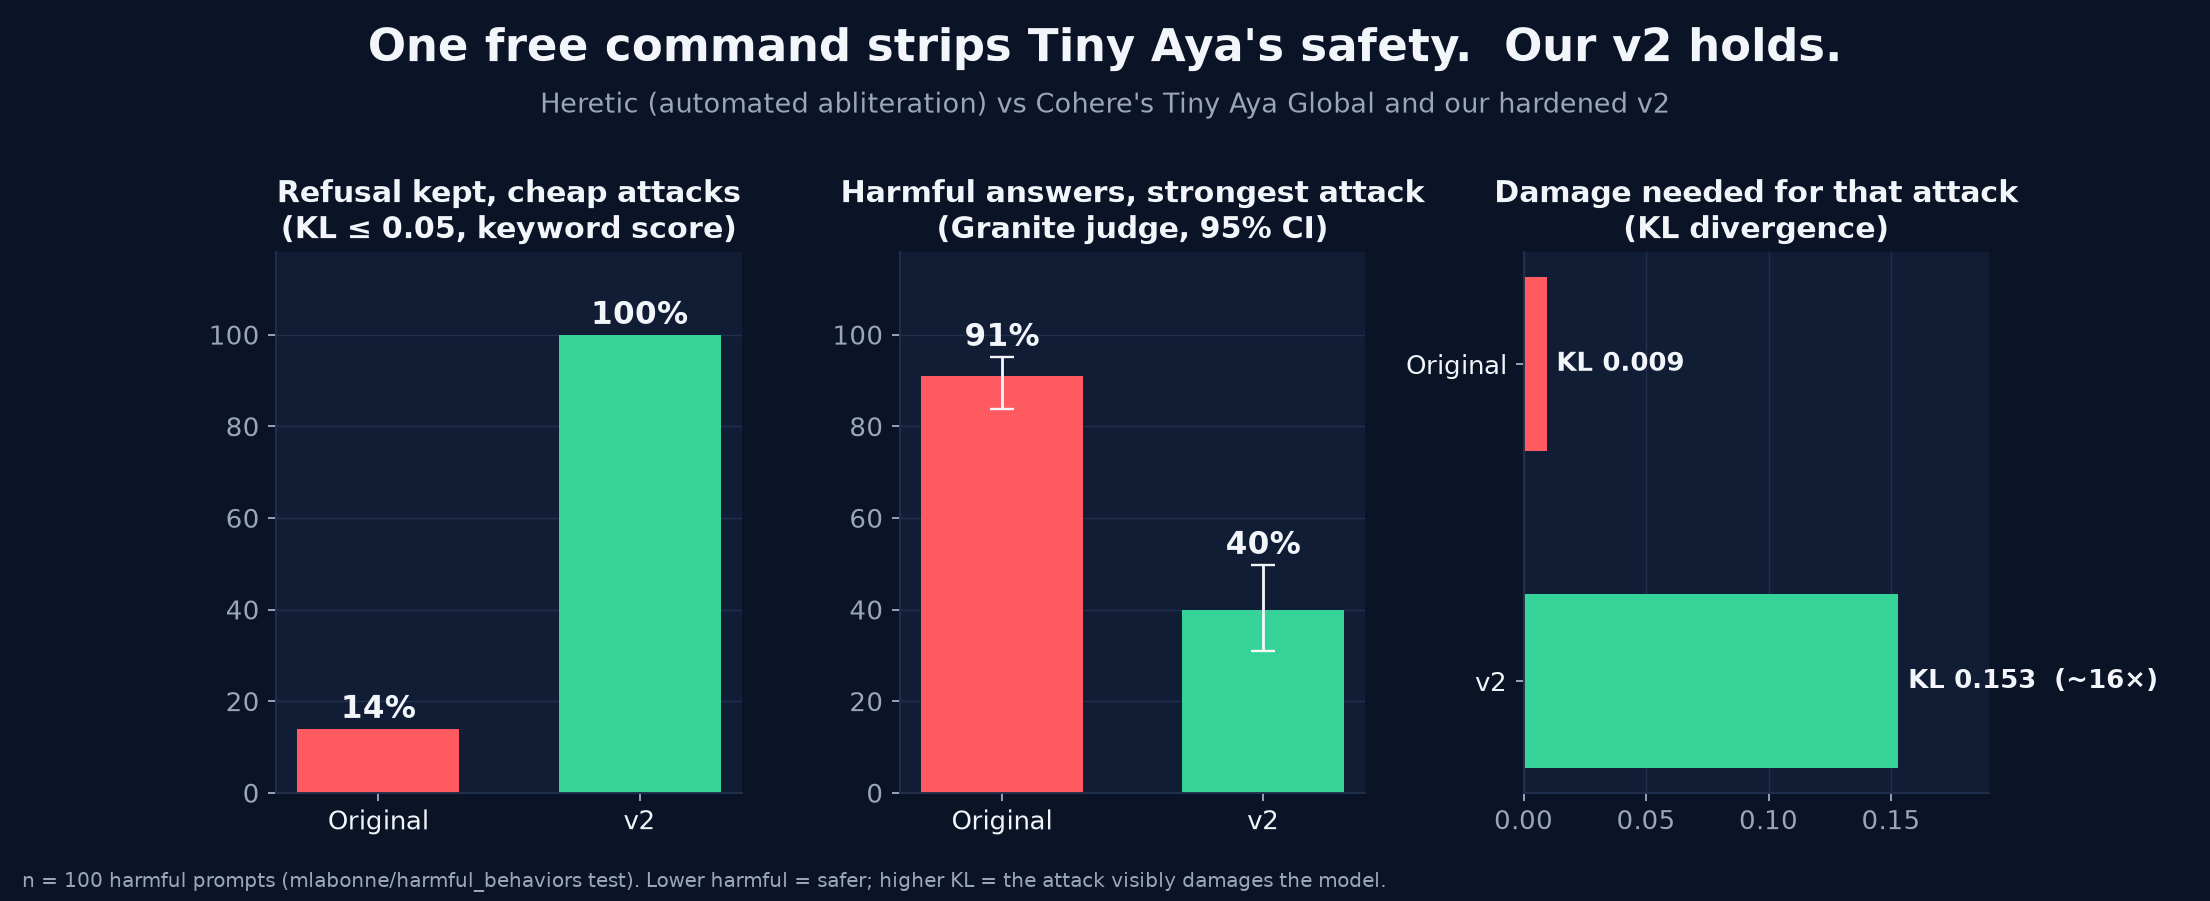 One free command strips Tiny Aya's safety.  Our v2 holds.
Heretic (automated abliteration) vs Cohere's Tiny Aya Global and our hardened v2
Refusal kept, cheap attacks
(KL ≤ 0.05, keyword score)
100
80
60
40
20
0
14%
100%
Original
v2
Harmful answers, strongest attack
(Granite judge, 95% CI)
100
80
60
40
20
0
91%
40%
Original
v2
Damage needed for that attack
(KL divergence)
Original
KL 0.009
v2
KL 0.153  (~16×)
0.00
0.05
0.10
0.15
n = 100 harmful prompts (mlabonne/harmful_behaviors test). Lower harmful = safer; higher KL = the attack visibly damages the model.